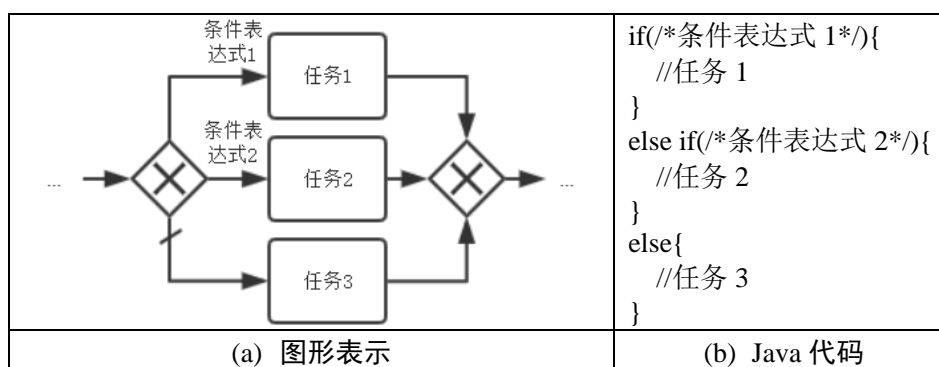 条件表
达式1
任务1
条件表
达式2
...
任务2
...
任务3
(a) 图形表示
if(/*条件表达式 1*/){
//任务 1
}
else if(/*条件表达式 2*/){
//任务 2
}
else{
//任务 3
}
(b) Java 代码